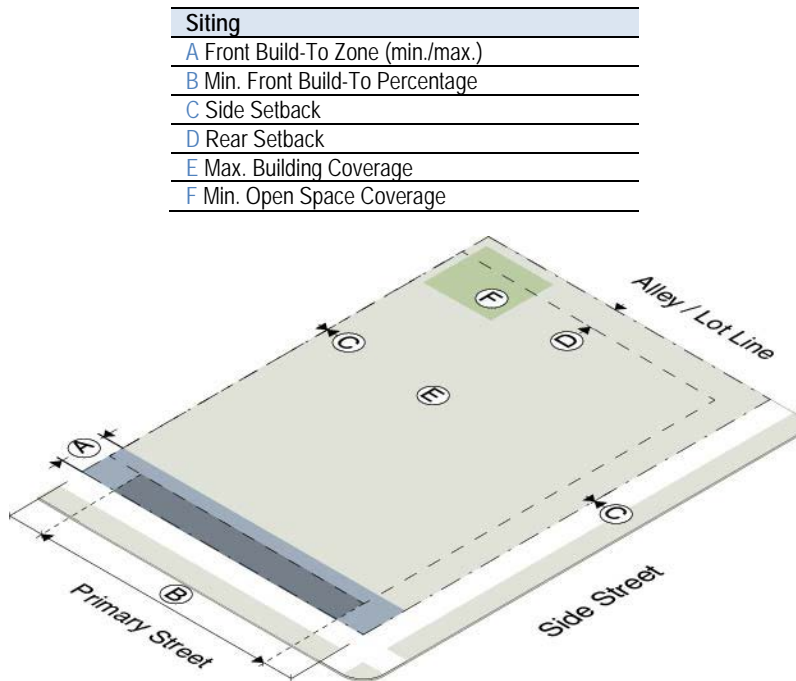 Siting
A Front Build-To Zone (min./max.)
B Min. Front Build-To Percentage
C Side Setback
D Rear Setback
E Max. Building Coverage
F Min. Open Space Coverage
F
Alley / Lot Line
C
D
E
A
C
B
Primary Street
Side Street